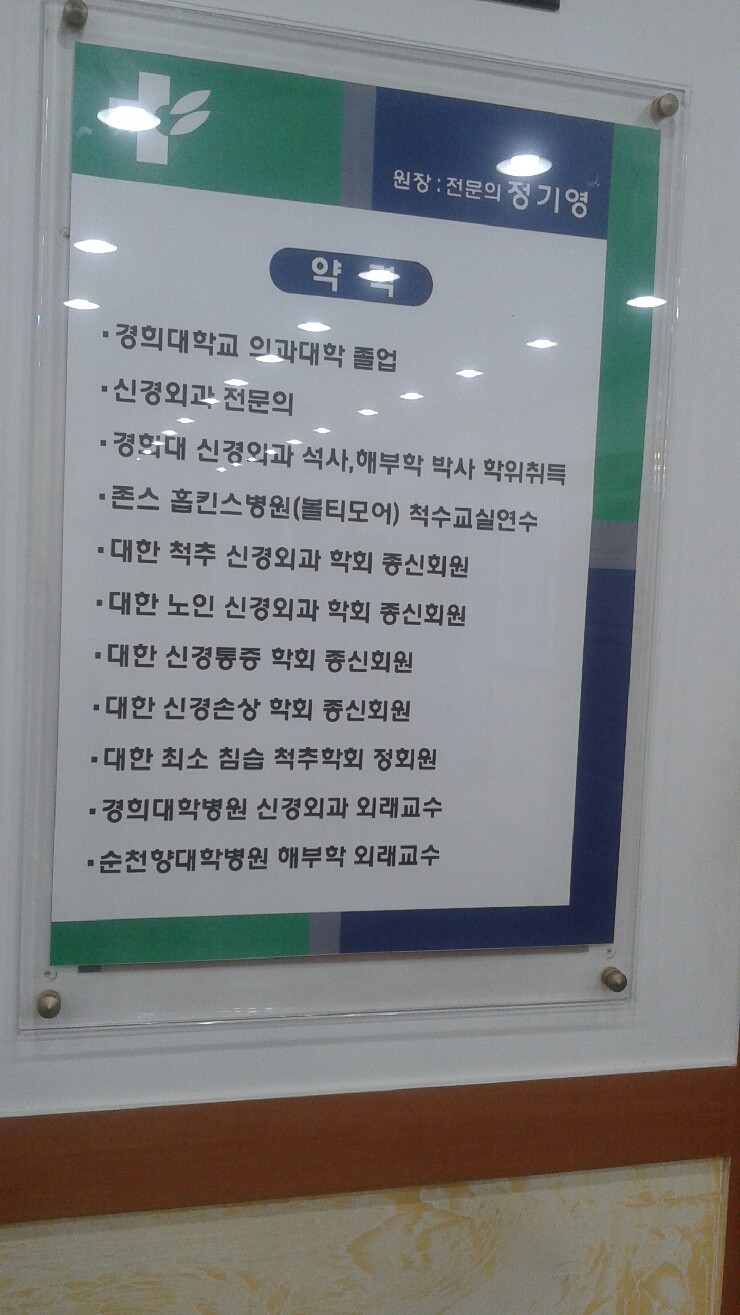 원장 : 전문의 정기영
약 력
·경희대학교 의과대학 졸업
·신경외과 전문의
·경희대 신경외과 석사,해부학 박사 학위취득
·존스 홉킨스병원(볼티모어) 척수교실연수
·대한 척추 신경외과 학회 종신회원
·대한 노인 신경외과 학회 종신회원
·대한 신경통증 학회 종신회원
·대한 신경손상 학회 종신회원
·대한 최소 침습 척추학회 정회원
·경희대학병원 신경외과 외래교수
·순천향대학병원 해부학 외래교수